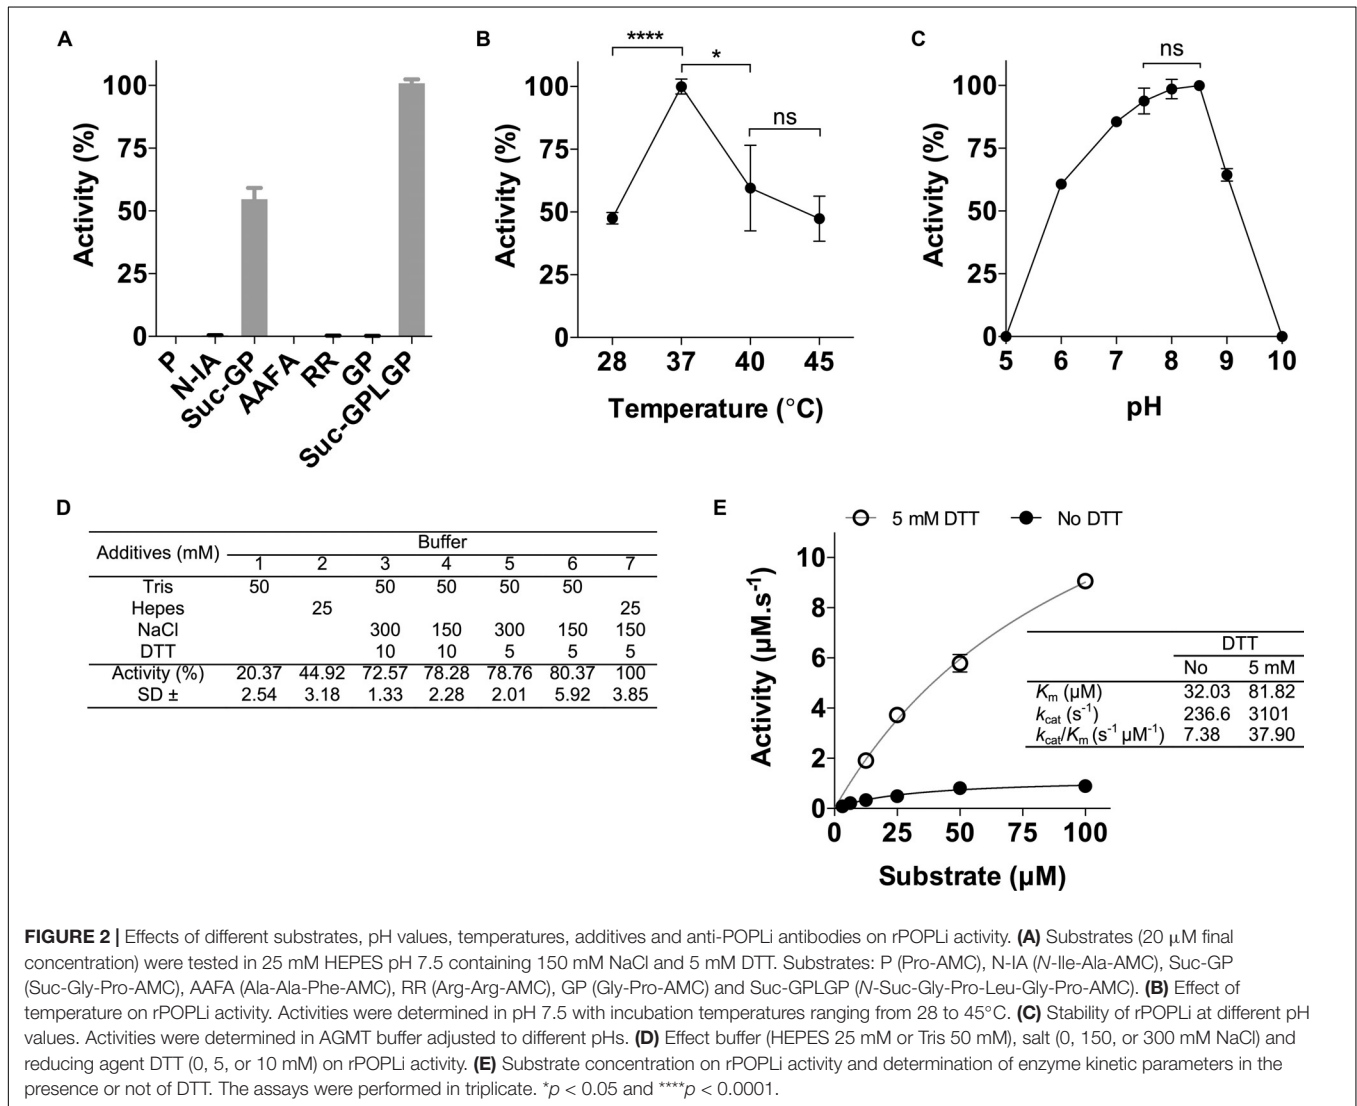 A
Activity (%)
100
75
50
25
0
P
N-IA
Suc-GP
AAFA
RR
GP
Suc-GPLGP
B
****
*
ns
Activity (%)
100
75
50
25
0
28 37 40 45
Temperature (°C)
C
ns
Activity (%)
100
75
50
25
0
5 6 7 8 9 10
pH
D
Additives (mM) Buffer
1 2 3 4 5 6 7
Tris 50 50 50 50 50
Hepes 25 25
NaCl 300 150 300 150 150
DTT 10 10 5 5 5
Activity (%) 20.37 44.92 72.57 78.28 78.76 80.37 100
SD ± 2.54 3.18 1.33 2.28 2.01 5.92 3.85
E
5 mM DTT No DTT
Activity (µM.s-1)
10
8
6
4
2
0
0 25 50 75 100
Substrate (µM)
DTT
No 5 mM
Km (µM) 32.03 81.82
kcat (s-1) 236.6 3101
kcat/Km (s-1 µM-1) 7.38 37.90
FIGURE 2 | Effects of different substrates, pH values, temperatures, additives and anti-POPLi antibodies on rPOPLi activity. (A) Substrates (20 µM final
concentration) were tested in 25 mM HEPES pH 7.5 containing 150 mM NaCl and 5 mM DTT. Substrates: P (Pro-AMC), N-IA (N-Ile-Ala-AMC), Suc-GP
(Suc-Gly-Pro-AMC), AAFA (Ala-Ala-Phe-AMC), RR (Arg-Arg-AMC), GP (Gly-Pro-AMC) and Suc-GPLGP (N-Suc-Gly-Pro-Leu-Gly-Pro-AMC). (B) Effect of
temperature on rPOPLi activity. Activities were determined in pH 7.5 with incubation temperatures ranging from 28 to 45°C. (C) Stability of rPOPLi at different pH
values. Activities were determined in AGMT buffer adjusted to different pHs. (D) Effect buffer (HEPES 25 mM or Tris 50 mM), salt (0, 150, or 300 mM NaCl) and
reducing agent DTT (0, 5, or 10 mM) on rPOPLi activity. (E) Substrate concentration on rPOPLi activity and determination of enzyme kinetic parameters in the
presence or not of DTT. The assays were performed in triplicate. *p < 0.05 and ****p < 0.0001.